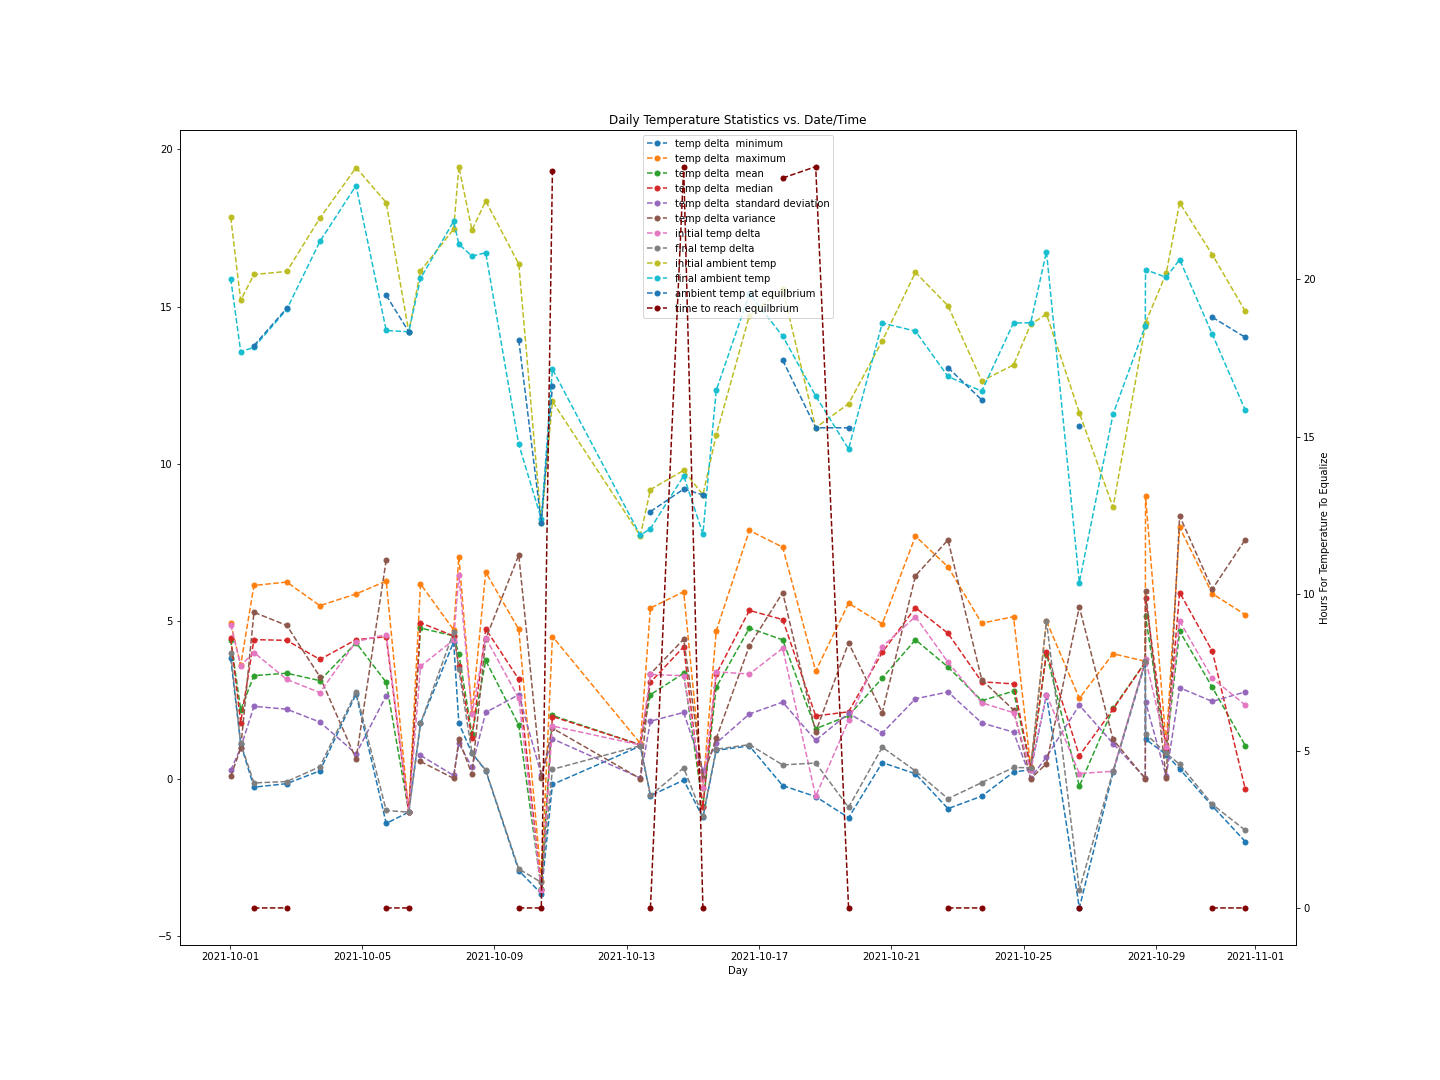 Daily Temperature Statistics vs. Date/Time
temp delta  minimum
temp delta  maximum
temp delta  mean
temp delta  median
temp delta  standard deviation
temp delta variance
initial temp delta
final temp delta
initial ambient temp
final ambient temp
ambient temp at equilbrium
time to reach equilbrium
20
15
10
5
0
−5
20
15
10
5
0
Hours For Temperature To Equalize
2021-10-01 2021-10-05 2021-10-09 2021-10-13 2021-10-17 2021-10-21 2021-10-25 2021-10-29 2021-11-01
Day